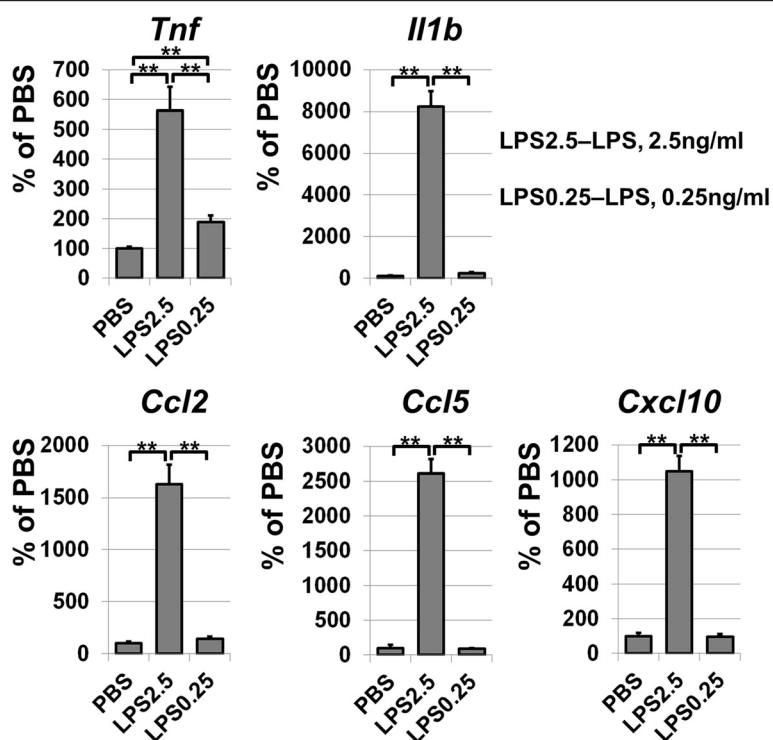 Tnf
% of PBS
700
600
500
400
300
200
100
0
**
** **
PBS
LPS2.5
LPS0.25
Il1b
% of PBS
10000
8000
6000
4000
2000
0
** **
PBS
LPS2.5
LPS0.25
LPS2.5–LPS, 2.5ng/ml
LPS0.25–LPS, 0.25ng/ml
Ccl2
% of PBS
2000
1500
1000
500
0
** **
PBS
LPS2.5
LPS0.25
Ccl5
% of PBS
3000
2500
2000
1500
1000
500
0
** **
PBS
LPS2.5
LPS0.25
Cxcl10
% of PBS
1200
1000
800
600
400
200
0
** **
PBS
LPS2.5
LPS0.25